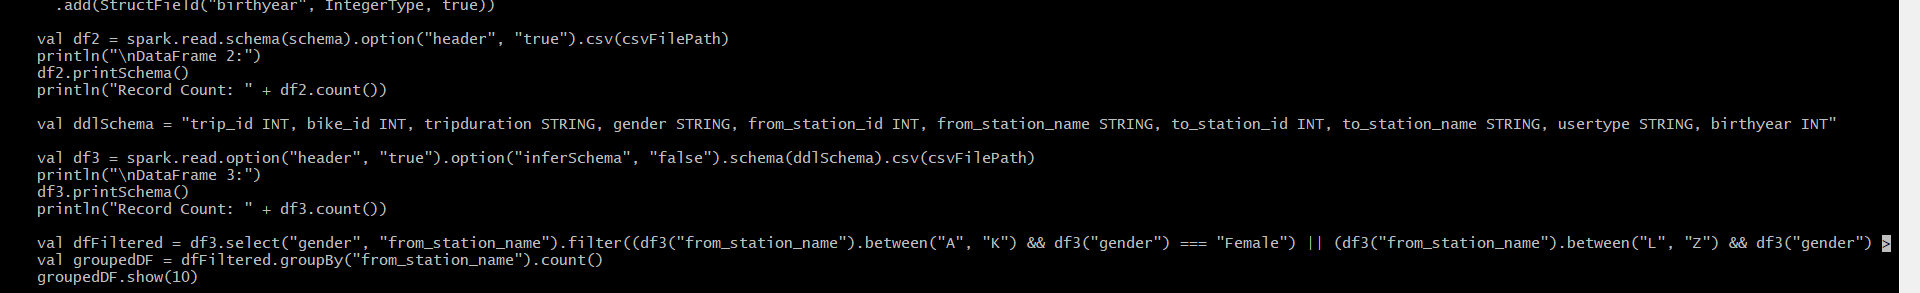 .add(StructField("birthyear", IntegerType, true))
val df2 = spark.read.schema(schema).option("header", "true").csv(csvFilePath)
println("\nDataFrame 2:")
df2.printSchema()
println("Record Count: " + df2.count())
val ddlSchema = "trip_id INT, bike_id INT, tripduration STRING, gender STRING, from_station_id INT, from_station_name STRING, to_station_id INT, to_station_name STRING, usertype STRING, birthyear INT"
val df3 = spark.read.option("header", "true").option("inferSchema", "false").schema(ddlSchema).csv(csvFilePath)
println("\nDataFrame 3:")
df3.printSchema()
println("Record Count: " + df3.count())
val dfFiltered = df3.select("gender", "from_station_name").filter((df3("from_station_name").between("A", "K") && df3("gender") === "Female") || (df3("from_station_name").between("L", "Z") && df3("gender") >
val groupedDF = dfFiltered.groupBy("from_station_name").count()
groupedDF.show(10)